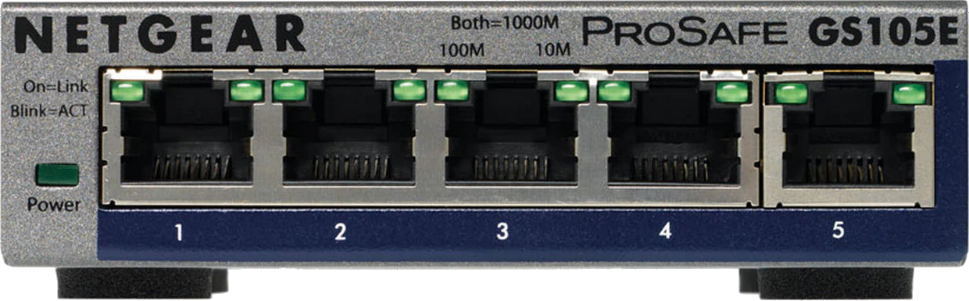 NETGEAR
Both=1000M
100M 10M
PROSAFE GS105E
On=Link
Blink=ACT
Power
1 2 3 4 5